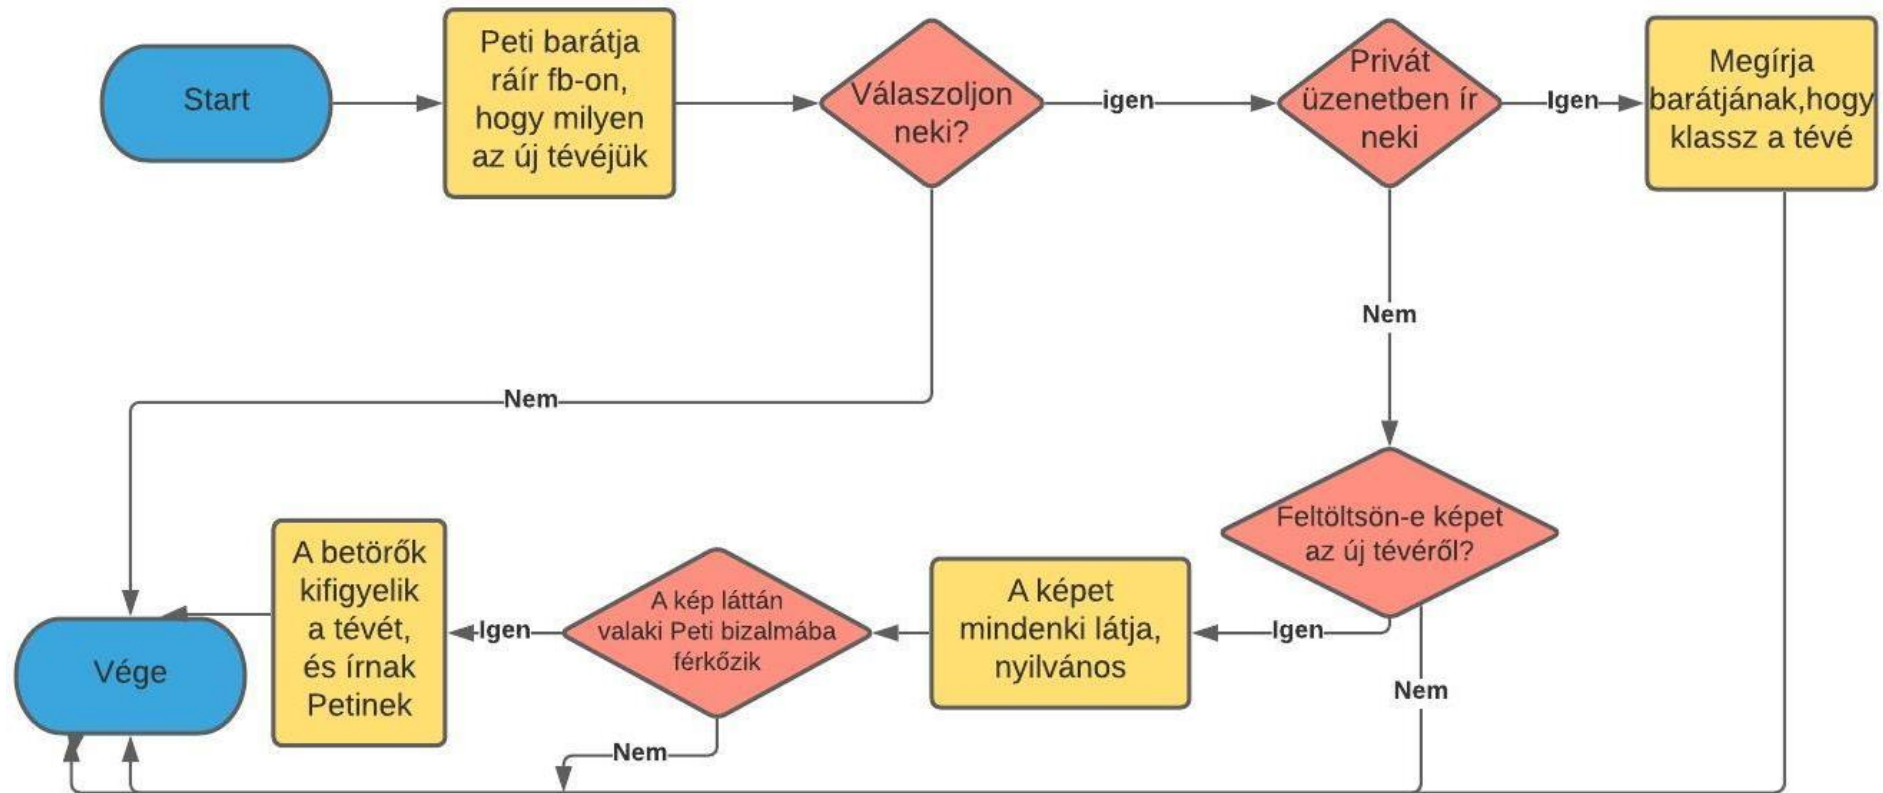 Start
Peti barátja
ráír fb-on,
hogy milyen
az új tévéjük
Válaszoljon
neki?
igen
Privát
üzenetben ír
neki
Igen
Megírja
barátjának,hogy
klassz a tévé
Nem
Nem
Feltöltsön-e képet
az új tévéről?
Igen
Nem
A képet
mindenki látja,
nyilvános
A kép láttán
valaki Peti bizalmába
férkőzik
Igen
Nem
A betörők
kifigyelik
a tévét,
és írnak
Petinek
Vége